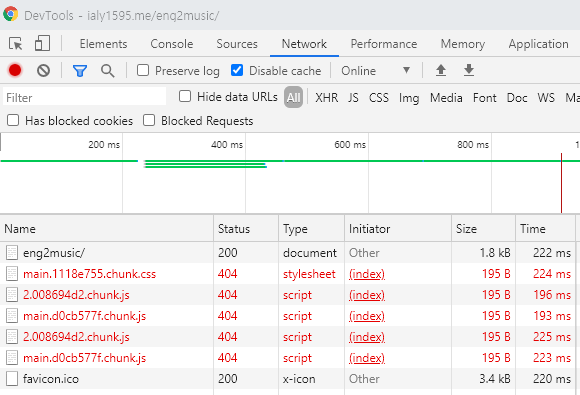 DevTools - ialy1595.me/eng2music/
Elements Console Sources Network Performance Memory Application
Preserve log Disable cache Online
Filter Hide data URLs All XHR JS CSS Img Media Font Doc WS Ma
Has blocked cookies Blocked Requests
200 ms 400 ms 600 ms 800 ms 1
Name Status Type Initiator Size Time
eng2music/ 200 document Other 1.8 kB 222 ms
main.1118e755.chunk.css 404 stylesheet (index) 195 B 224 ms
2.008694d2.chunk.js 404 script (index) 195 B 196 ms
main.d0cb577f.chunk.js 404 script (index) 195 B 193 ms
2.008694d2.chunk.js 404 script (index) 195 B 225 ms
main.d0cb577f.chunk.js 404 script (index) 195 B 223 ms
favicon.ico 200 x-icon Other 3.4 kB 220 ms